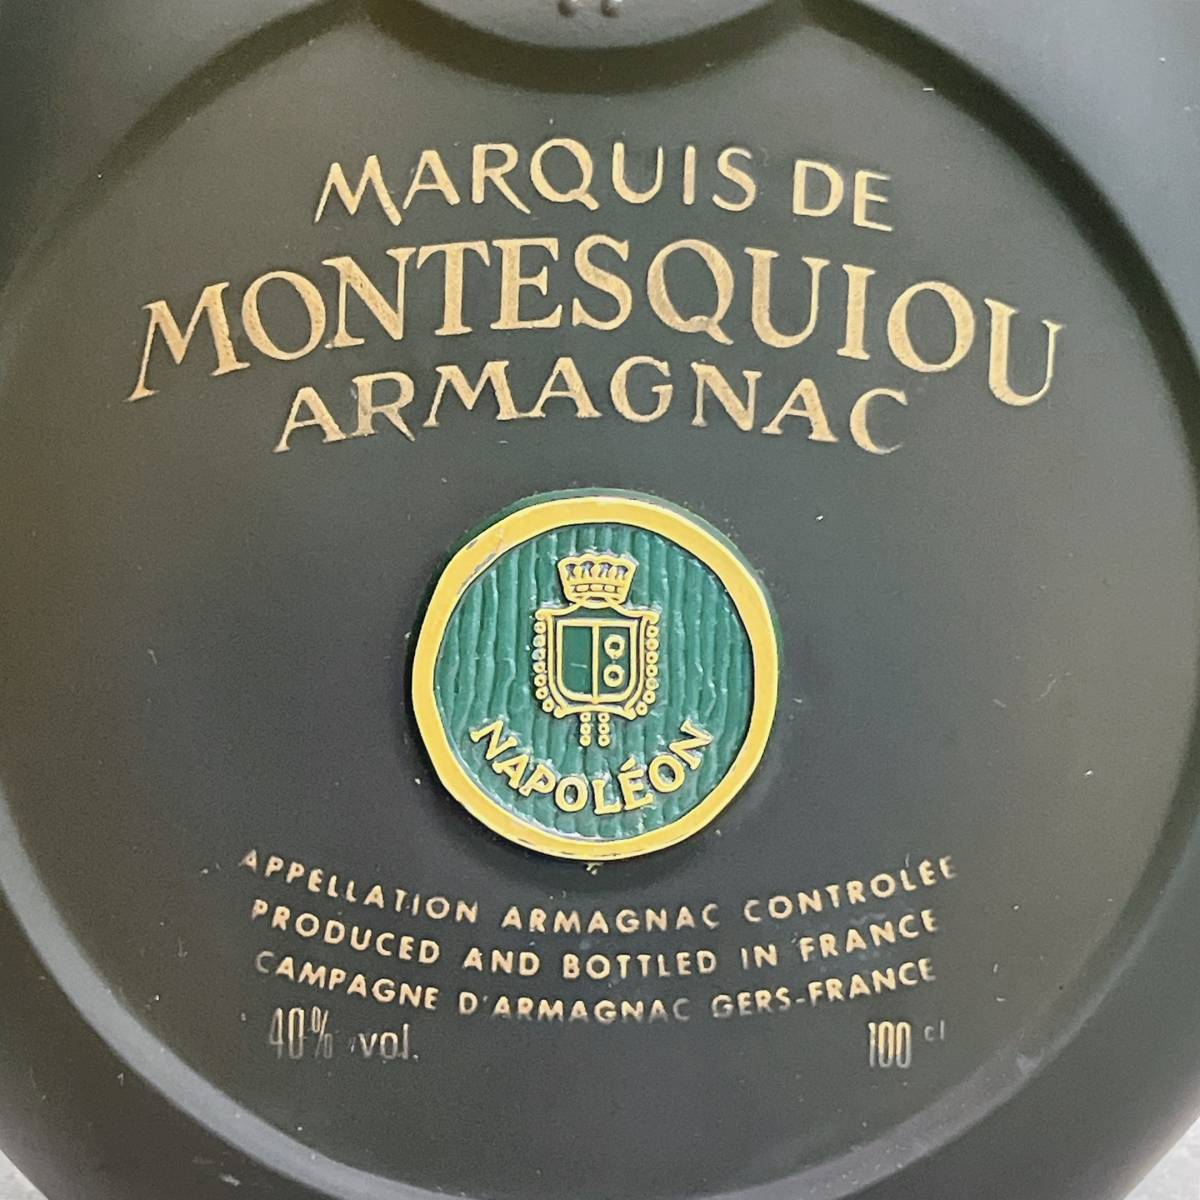 MARQUIS DE
MONTESQUIOU
ARMAGNAC
NAPOLÉON
APPELLATION ARMAGNAC CONTROLÉE
PRODUCED AND BOTTLED IN FRANCE
CAMPAGNE D'ARMAGNAC GERS-FRANCE
40% vol.
100 cl